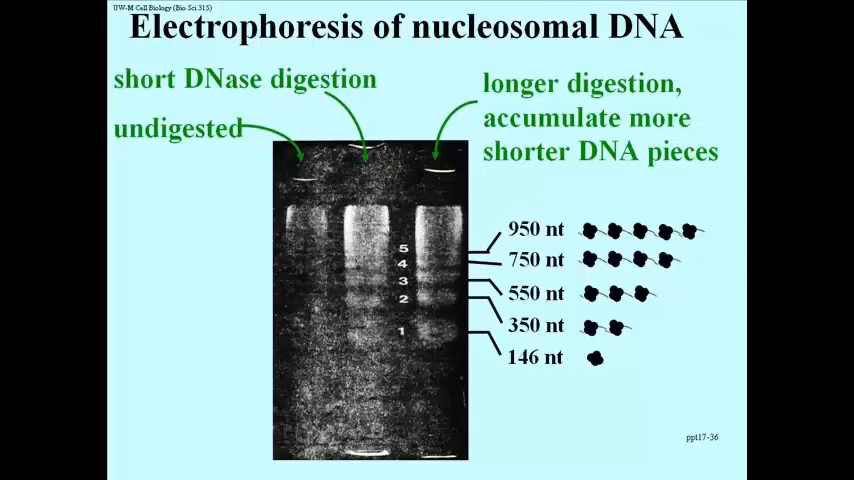 UW-M Cell Biology (Bio Sci 315)
Electrophoresis of nucleosomal DNA
short DNase digestion
undigested
longer digestion,
accumulate more
shorter DNA pieces
5
4
3
2
1
950 nt
750 nt
550 nt
350 nt
146 nt
ppt17-36